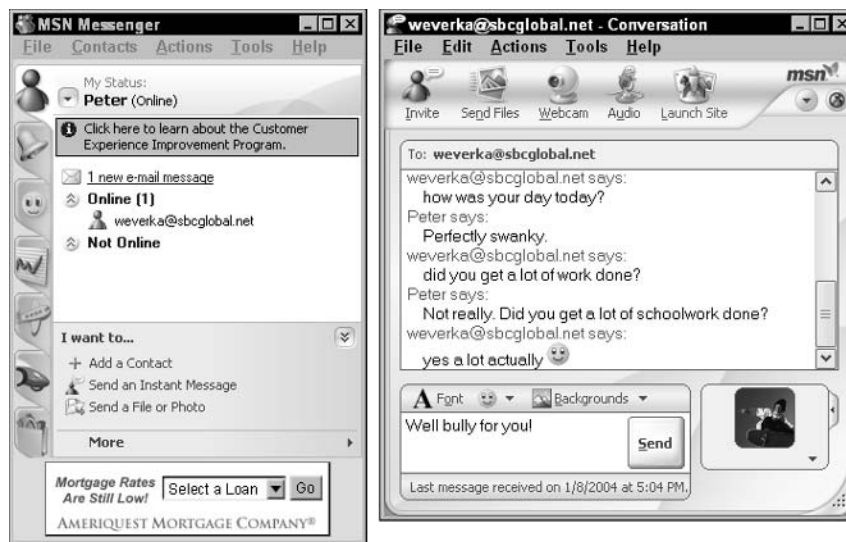 MSN Messenger
File Contacts Actions Tools Help
My Status:
Peter (Online)
Click here to learn about the Customer
Experience Improvement Program.
1 new e-mail message
Online (1)
weverka@sbcglobal.net
Not Online
I want to...
Add a Contact
Send an Instant Message
Send a File or Photo
More
Mortgage Rates
Are Still Low!
Select a Loan
Go
AMERIQUEST MORTGAGE COMPANY®
weverka@sbcglobal.net - Conversation
File Edit Actions Tools Help
msn
Invite Send Files Webcam Audio Launch Site
To: weverka@sbcglobal.net
weverka@sbcglobal.net says:
how was your day today?
Peter says:
Perfectly swanky.
weverka@sbcglobal.net says:
did you get a lot of work done?
Peter says:
Not really. Did you get a lot of schoolwork done?
weverka@sbcglobal.net says:
yes a lot actually
A Font Backgrounds
Well bully for you!
Send
Last message received on 1/8/2004 at 5:04 PM.